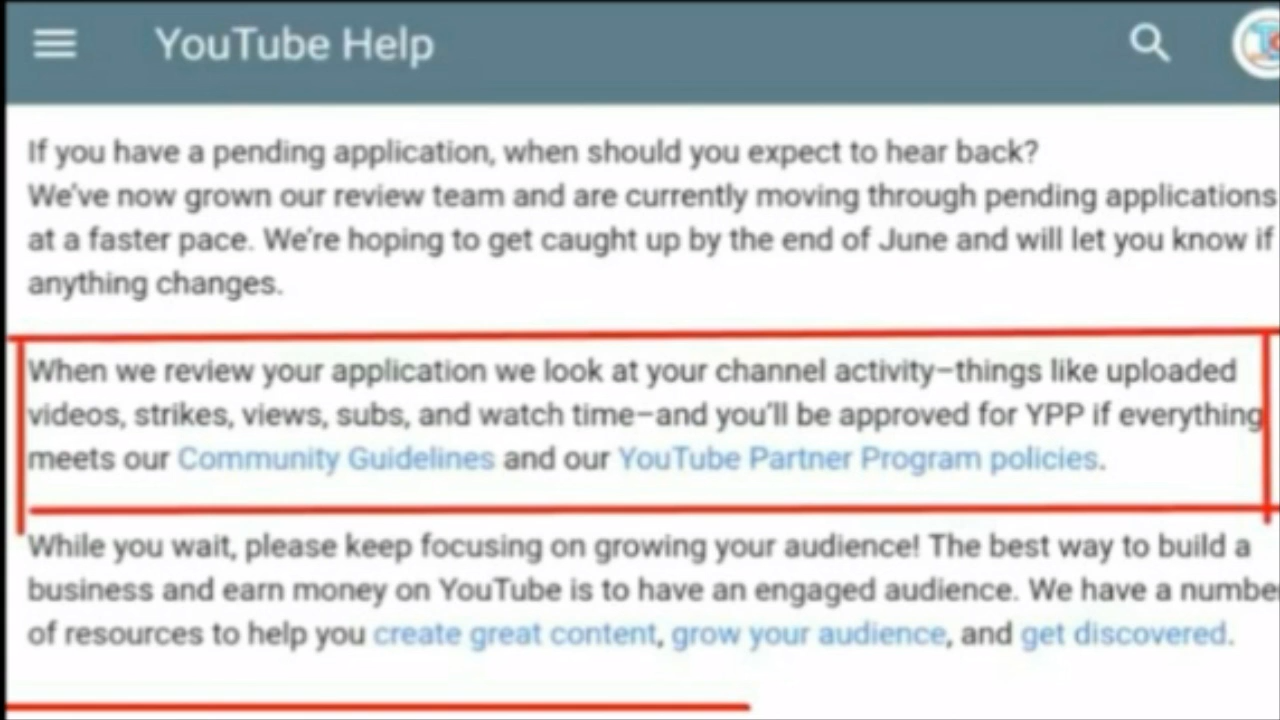 YouTube Help
If you have a pending application, when should you expect to hear back?
We've now grown our review team and are currently moving through pending applications
at a faster pace. We're hoping to get caught up by the end of June and will let you know if
anything changes.
When we review your application we look at your channel activity–things like uploaded
videos, strikes, views, subs, and watch time–and you'll be approved for YPP if everything
meets our Community Guidelines and our YouTube Partner Program policies.
While you wait, please keep focusing on growing your audience! The best way to build a
business and earn money on YouTube is to have an engaged audience. We have a numbe
of resources to help you create great content, grow your audience, and get discovered.